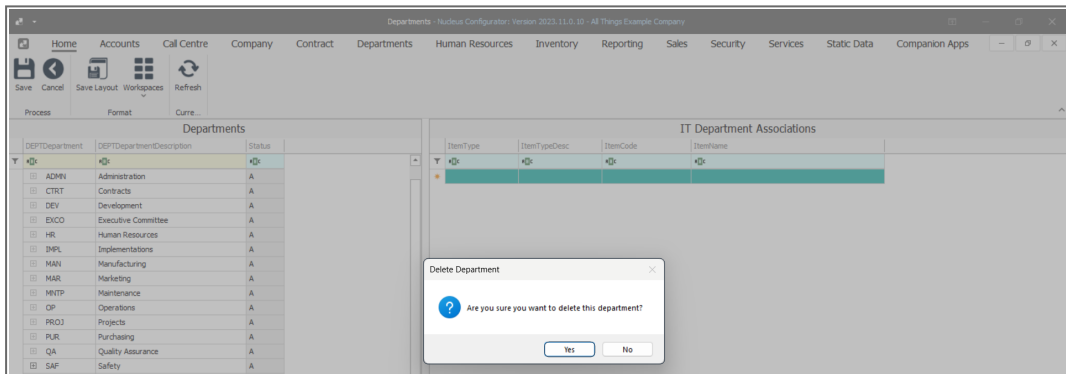 Departments - Nucleus Configurator: Version 2023.11.0.10 - All Things Example Company
Home Accounts Call Centre Company Contract Departments Human Resources Inventory Reporting Sales Security Services Static Data Companion Apps
Save Cancel Save Layout Workspaces Refresh
Process Format Curre...
Departments
IT Department Associations
DEPTDepartment DEPTDepartmentDescription Status
ItemType ItemTypeDesc ItemCode ItemName
ADMN Administration A
CTRT Contracts A
DEV Development A
EXCO Executive Committee A
HR Human Resources A
IMPL Implementations A
MAN Manufacturing A
MAR Marketing A
MNTP Maintenance A
OP Operations A
PROJ Projects A
PUR Purchasing A
QA Quality Assurance A
SAF Safety A
Delete Department
Are you sure you want to delete this department?
Yes No